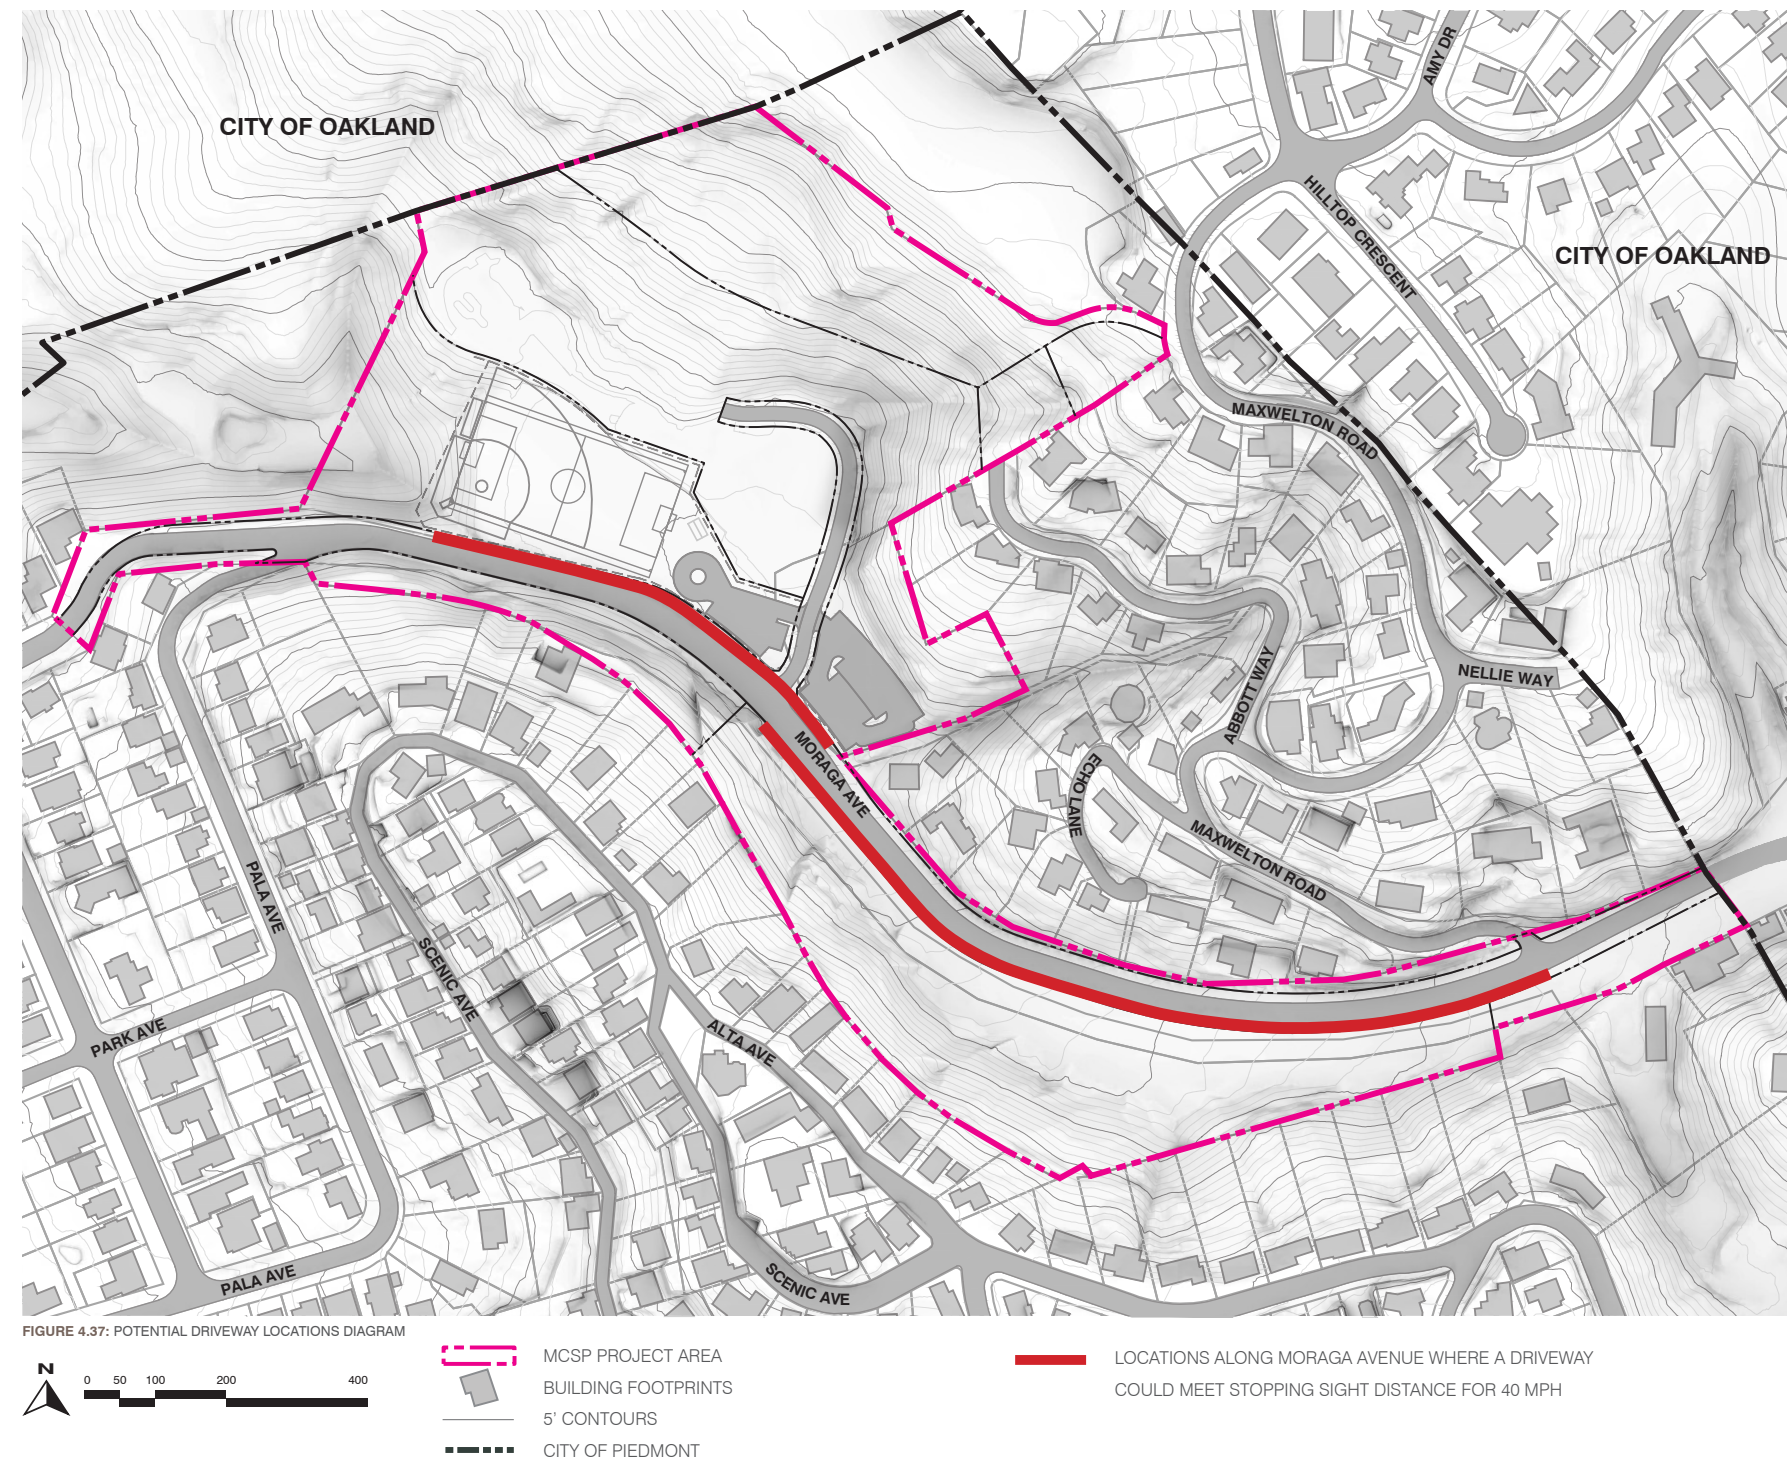 AMY DR
CITY OF OAKLAND
HILLTOP CRESCENT
CITY OF OAKLAND
MAXWELTON ROAD
NELLIE WAY
ABBOTT WAY
MORAGA AVE
ECHO LANE
MAXWELTON ROAD
PALA AVE
SCENIC AVE
PARK AVE
ALTA AVE
PALA AVE
SCENIC AVE
FIGURE 4.37: POTENTIAL DRIVEWAY LOCATIONS DIAGRAM
N
0 50 100 200 400
MCSP PROJECT AREA
BUILDING FOOTPRINTS
5' CONTOURS
CITY OF PIEDMONT
LOCATIONS ALONG MORAGA AVENUE WHERE A DRIVEWAY
COULD MEET STOPPING SIGHT DISTANCE FOR 40 MPH